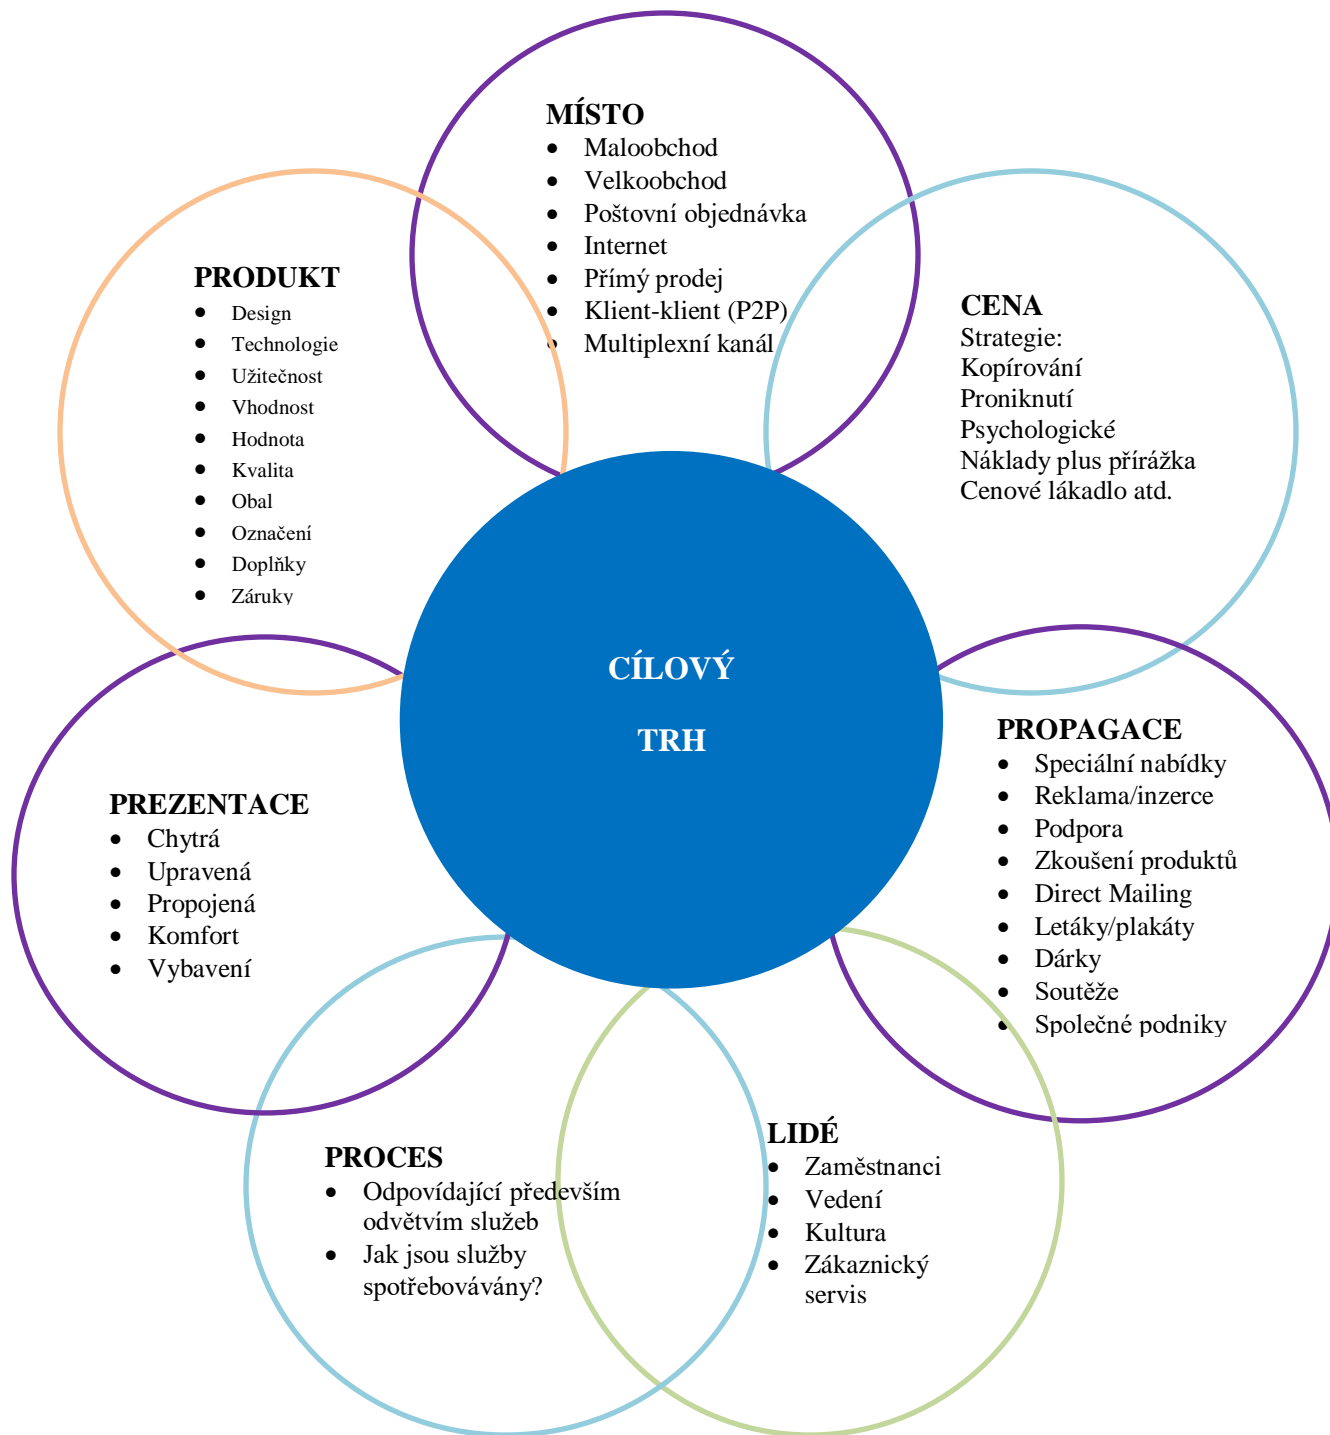 MÍSTO
• Maloobchod
• Velkoobchod
• Poštovní objednávka
• Internet
• Přímý prodej
• Klient-klient (P2P)
• Multiplexní kanál
PRODUKT
• Design
• Technologie
• Užitečnost
• Vhodnost
• Hodnota
• Kvalita
• Obal
• Označení
• Doplňky
• Záruky
CENA
Strategie:
Kopírování
Proniknutí
Psychologické
Náklady plus přírážka
Cenové lákadlo atd.
CÍLOVÝ
TRH
PROPAGACE
• Speciální nabídky
• Reklama/inzerce
• Podpora
• Zkoušení produktů
• Direct Mailing
• Letáky/plakáty
• Dárky
• Soutěže
• Společné podniky
PREZENTACE
• Chytrá
• Upravená
• Propojená
• Komfort
• Vybavení
PROCES
• Odpovídající především
odvětvím služeb
• Jak jsou služby
spotřebovávány?
LIDÉ
• Zaměstnanci
• Vedení
• Kultura
• Zákaznický
servis